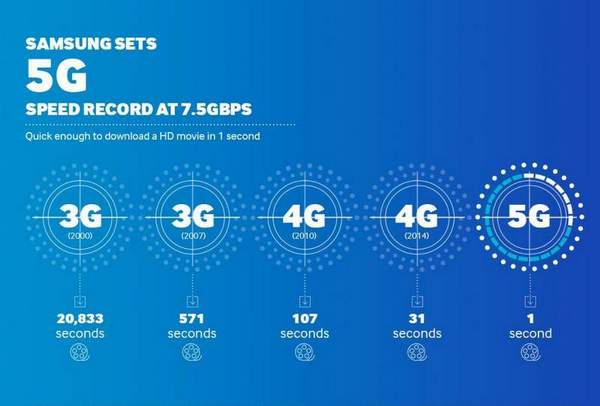 SAMSUNG SETS
5G
SPEED RECORD AT 7.5GBPS
Quick enough to download a HD movie in 1 second
3G
(2000)
3G
(2007)
4G
(2010)
4G
(2014)
5G
20,833
seconds
571
seconds
107
seconds
31
seconds
1
second